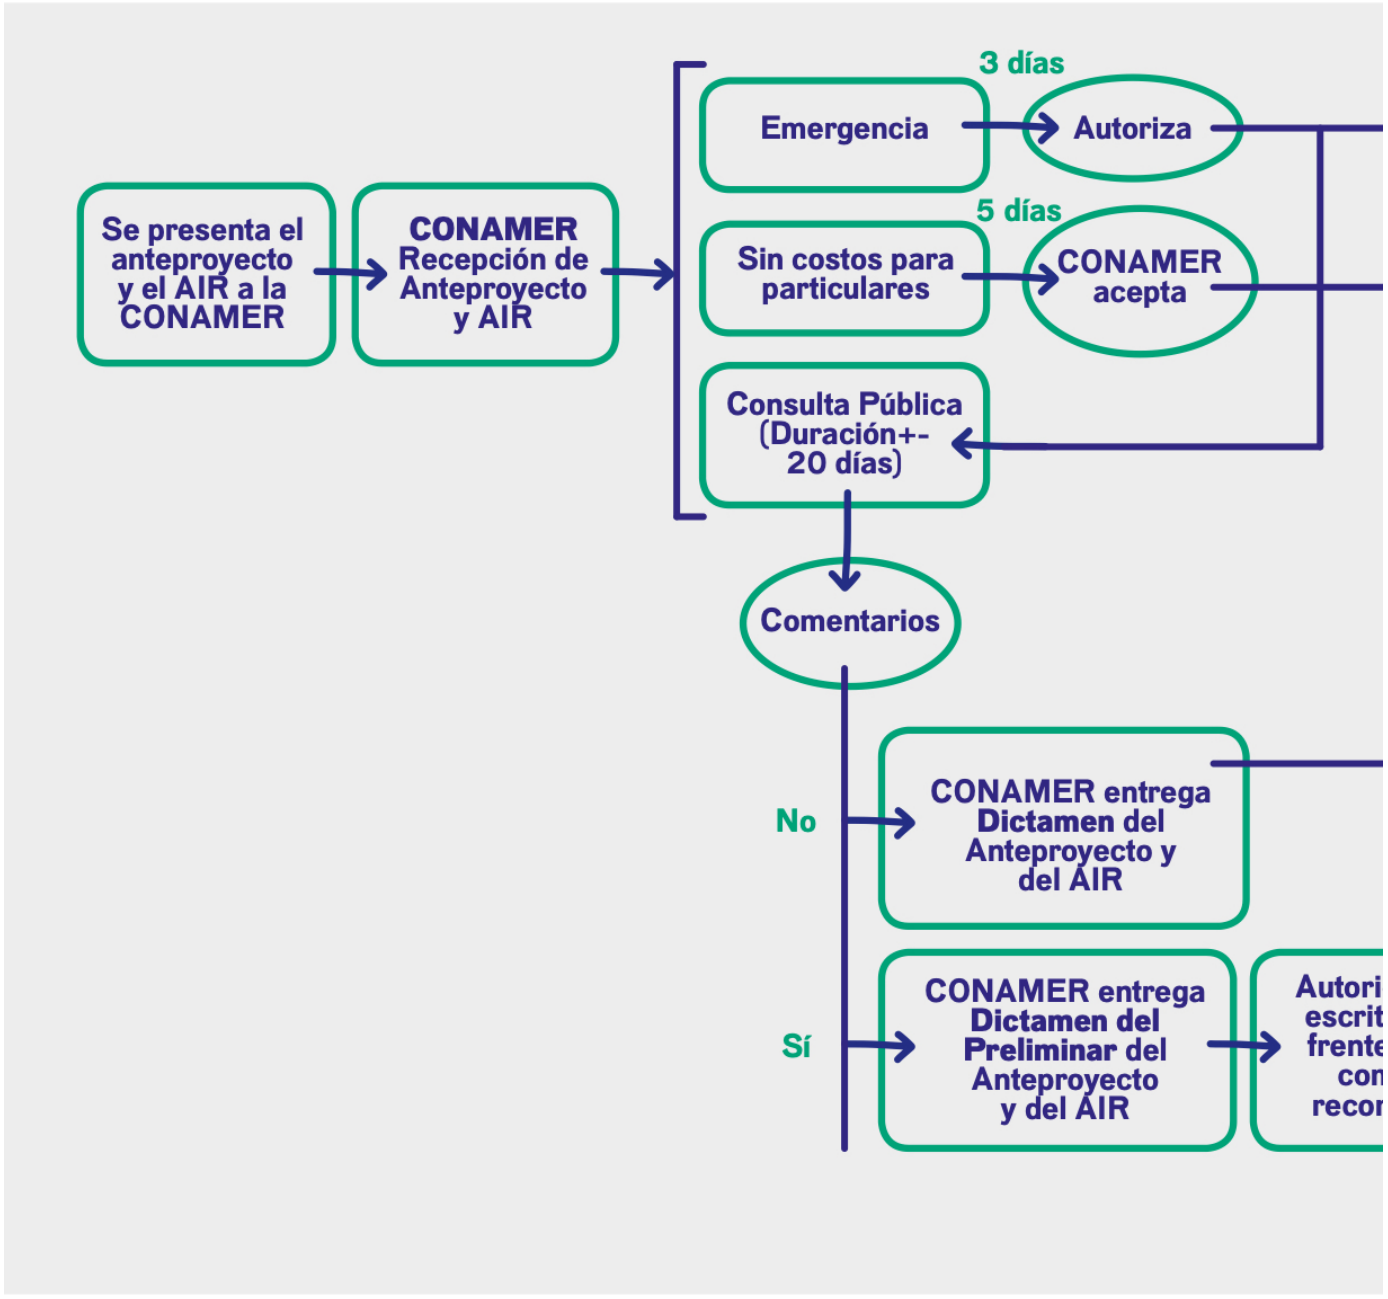 Se presenta el
anteproyecto
y el AIR a la
CONAMER
CONAMER
Recepción de
Anteproyecto
y AIR
Emergencia
3 días
Autoriza
Sin costos para
particulares
5 días
CONAMER
acepta
Consulta Pública
(Duración+-
20 días)
Comentarios
No
CONAMER entrega
Dictamen del
Anteproyecto y
del AIR
Sí
CONAMER entrega
Dictamen del
Preliminar del
Anteproyecto
y del AIR
frente